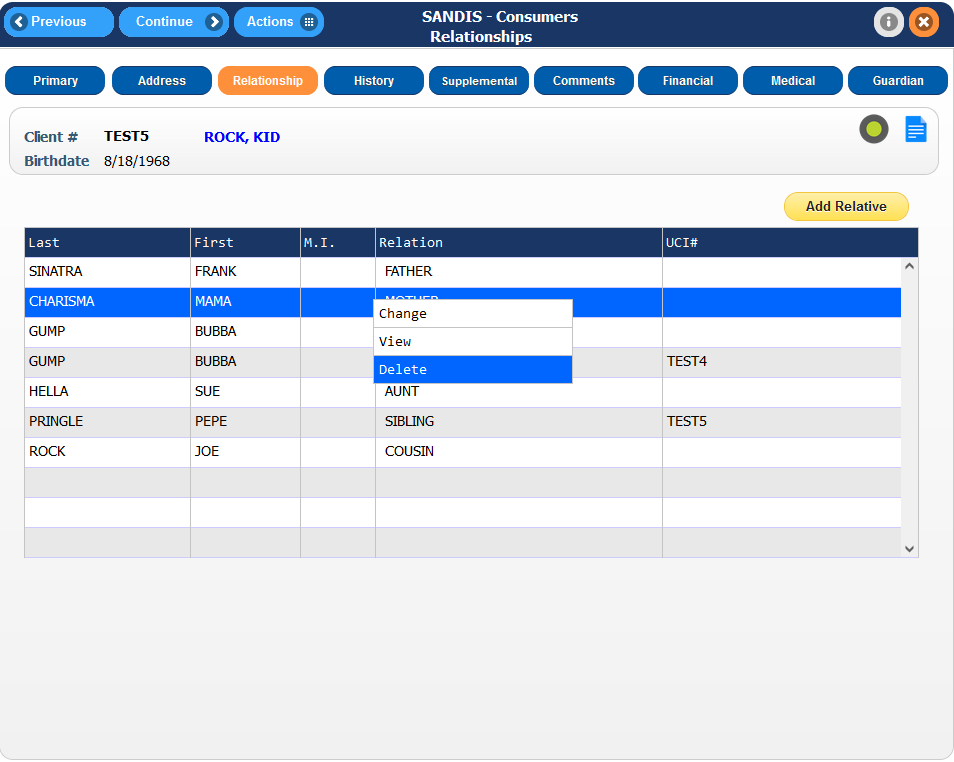 Previous Continue Actions SANDIS - Consumers
Relationships
Primary Address Relationship History Supplemental Comments Financial Medical Guardian
Client # TEST5 ROCK, KID
Birthdate 8/18/1968
Add Relative
Last First M.I. Relation UCI#
SINATRA FRANK FATHER
CHARISMA MAMA MOTHER
Change
GUMP BUBBA
View
GUMP BUBBA TEST4
Delete
HELLA SUE AUNT
PRINGLE PEPE SIBLING TEST5
ROCK JOE COUSIN